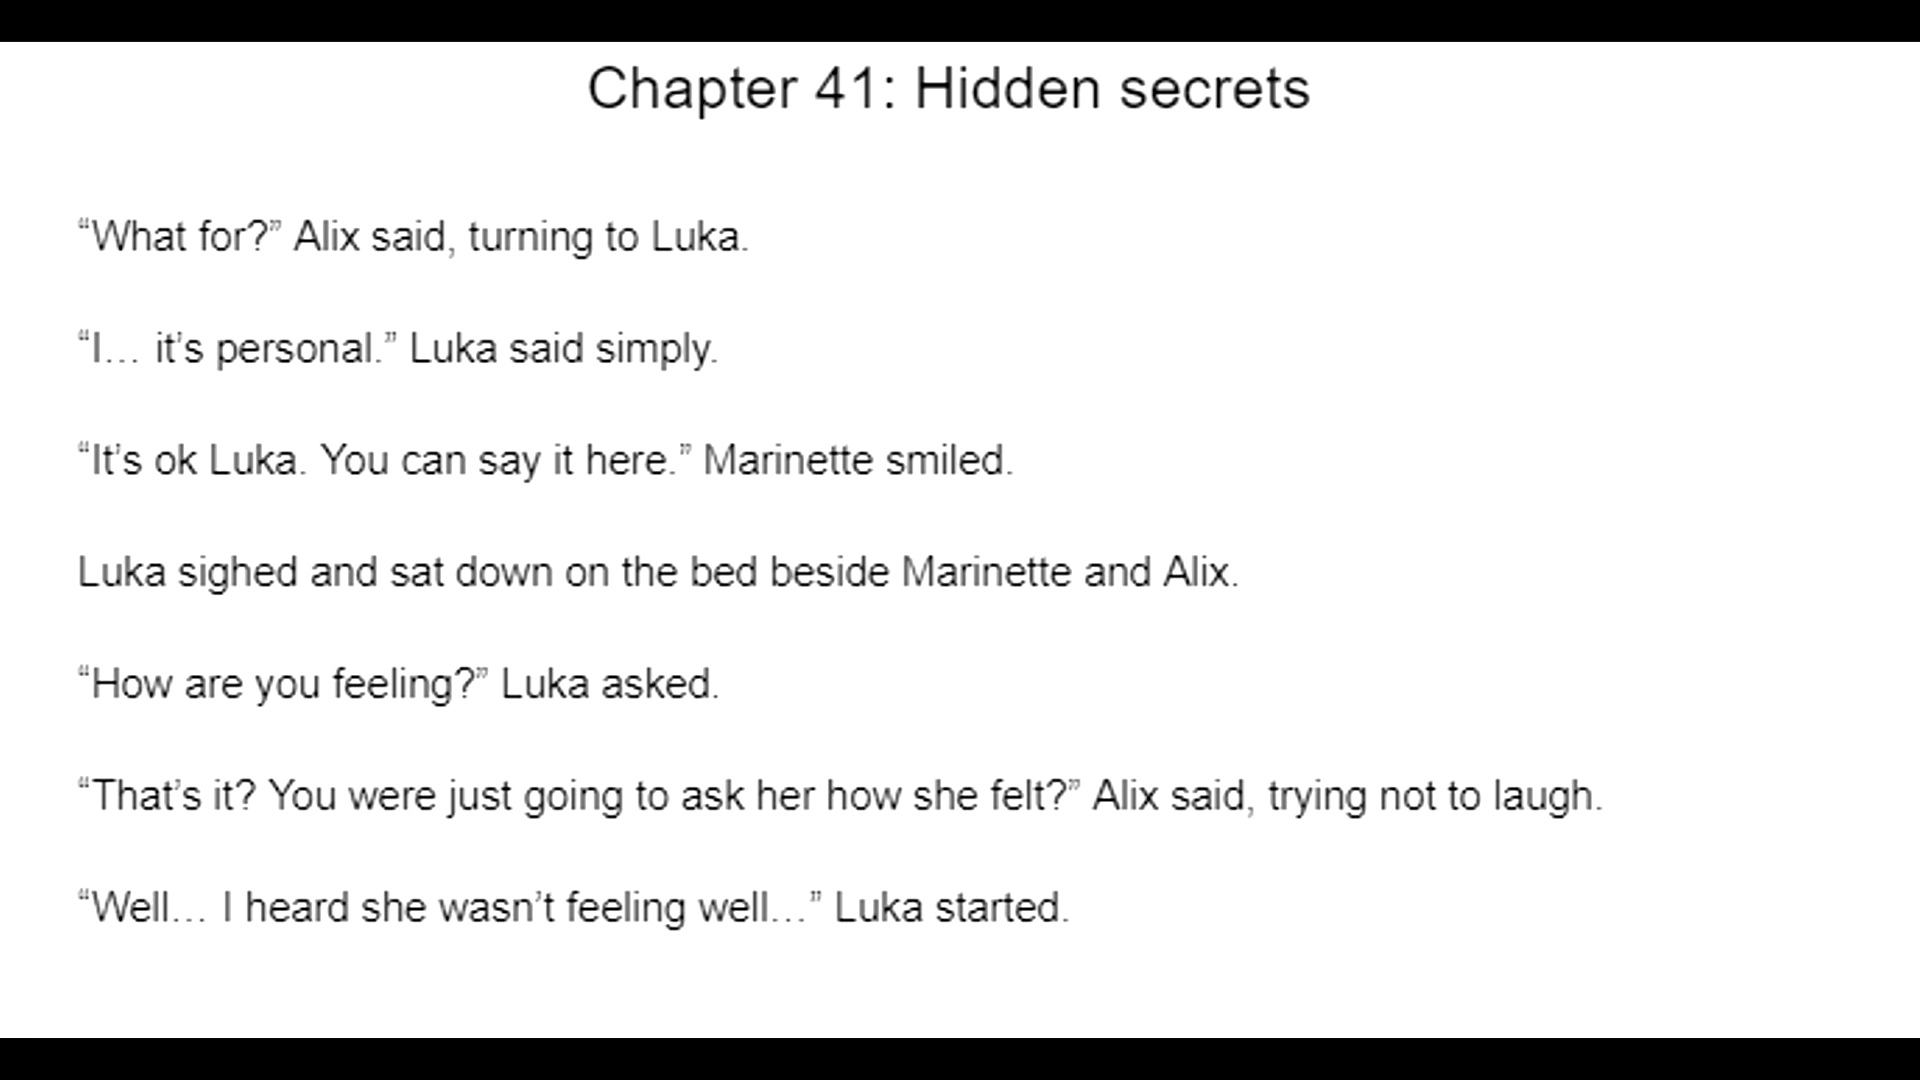 Chapter 41: Hidden secrets
“What for?” Alix said, turning to Luka.
“I… it’s personal.” Luka said simply.
“It’s ok Luka. You can say it here.” Marinette smiled.
Luka sighed and sat down on the bed beside Marinette and Alix.
“How are you feeling?” Luka asked.
“That’s it? You were just going to ask her how she felt?” Alix said, trying not to laugh.
“Well… I heard she wasn’t feeling well…” Luka started.